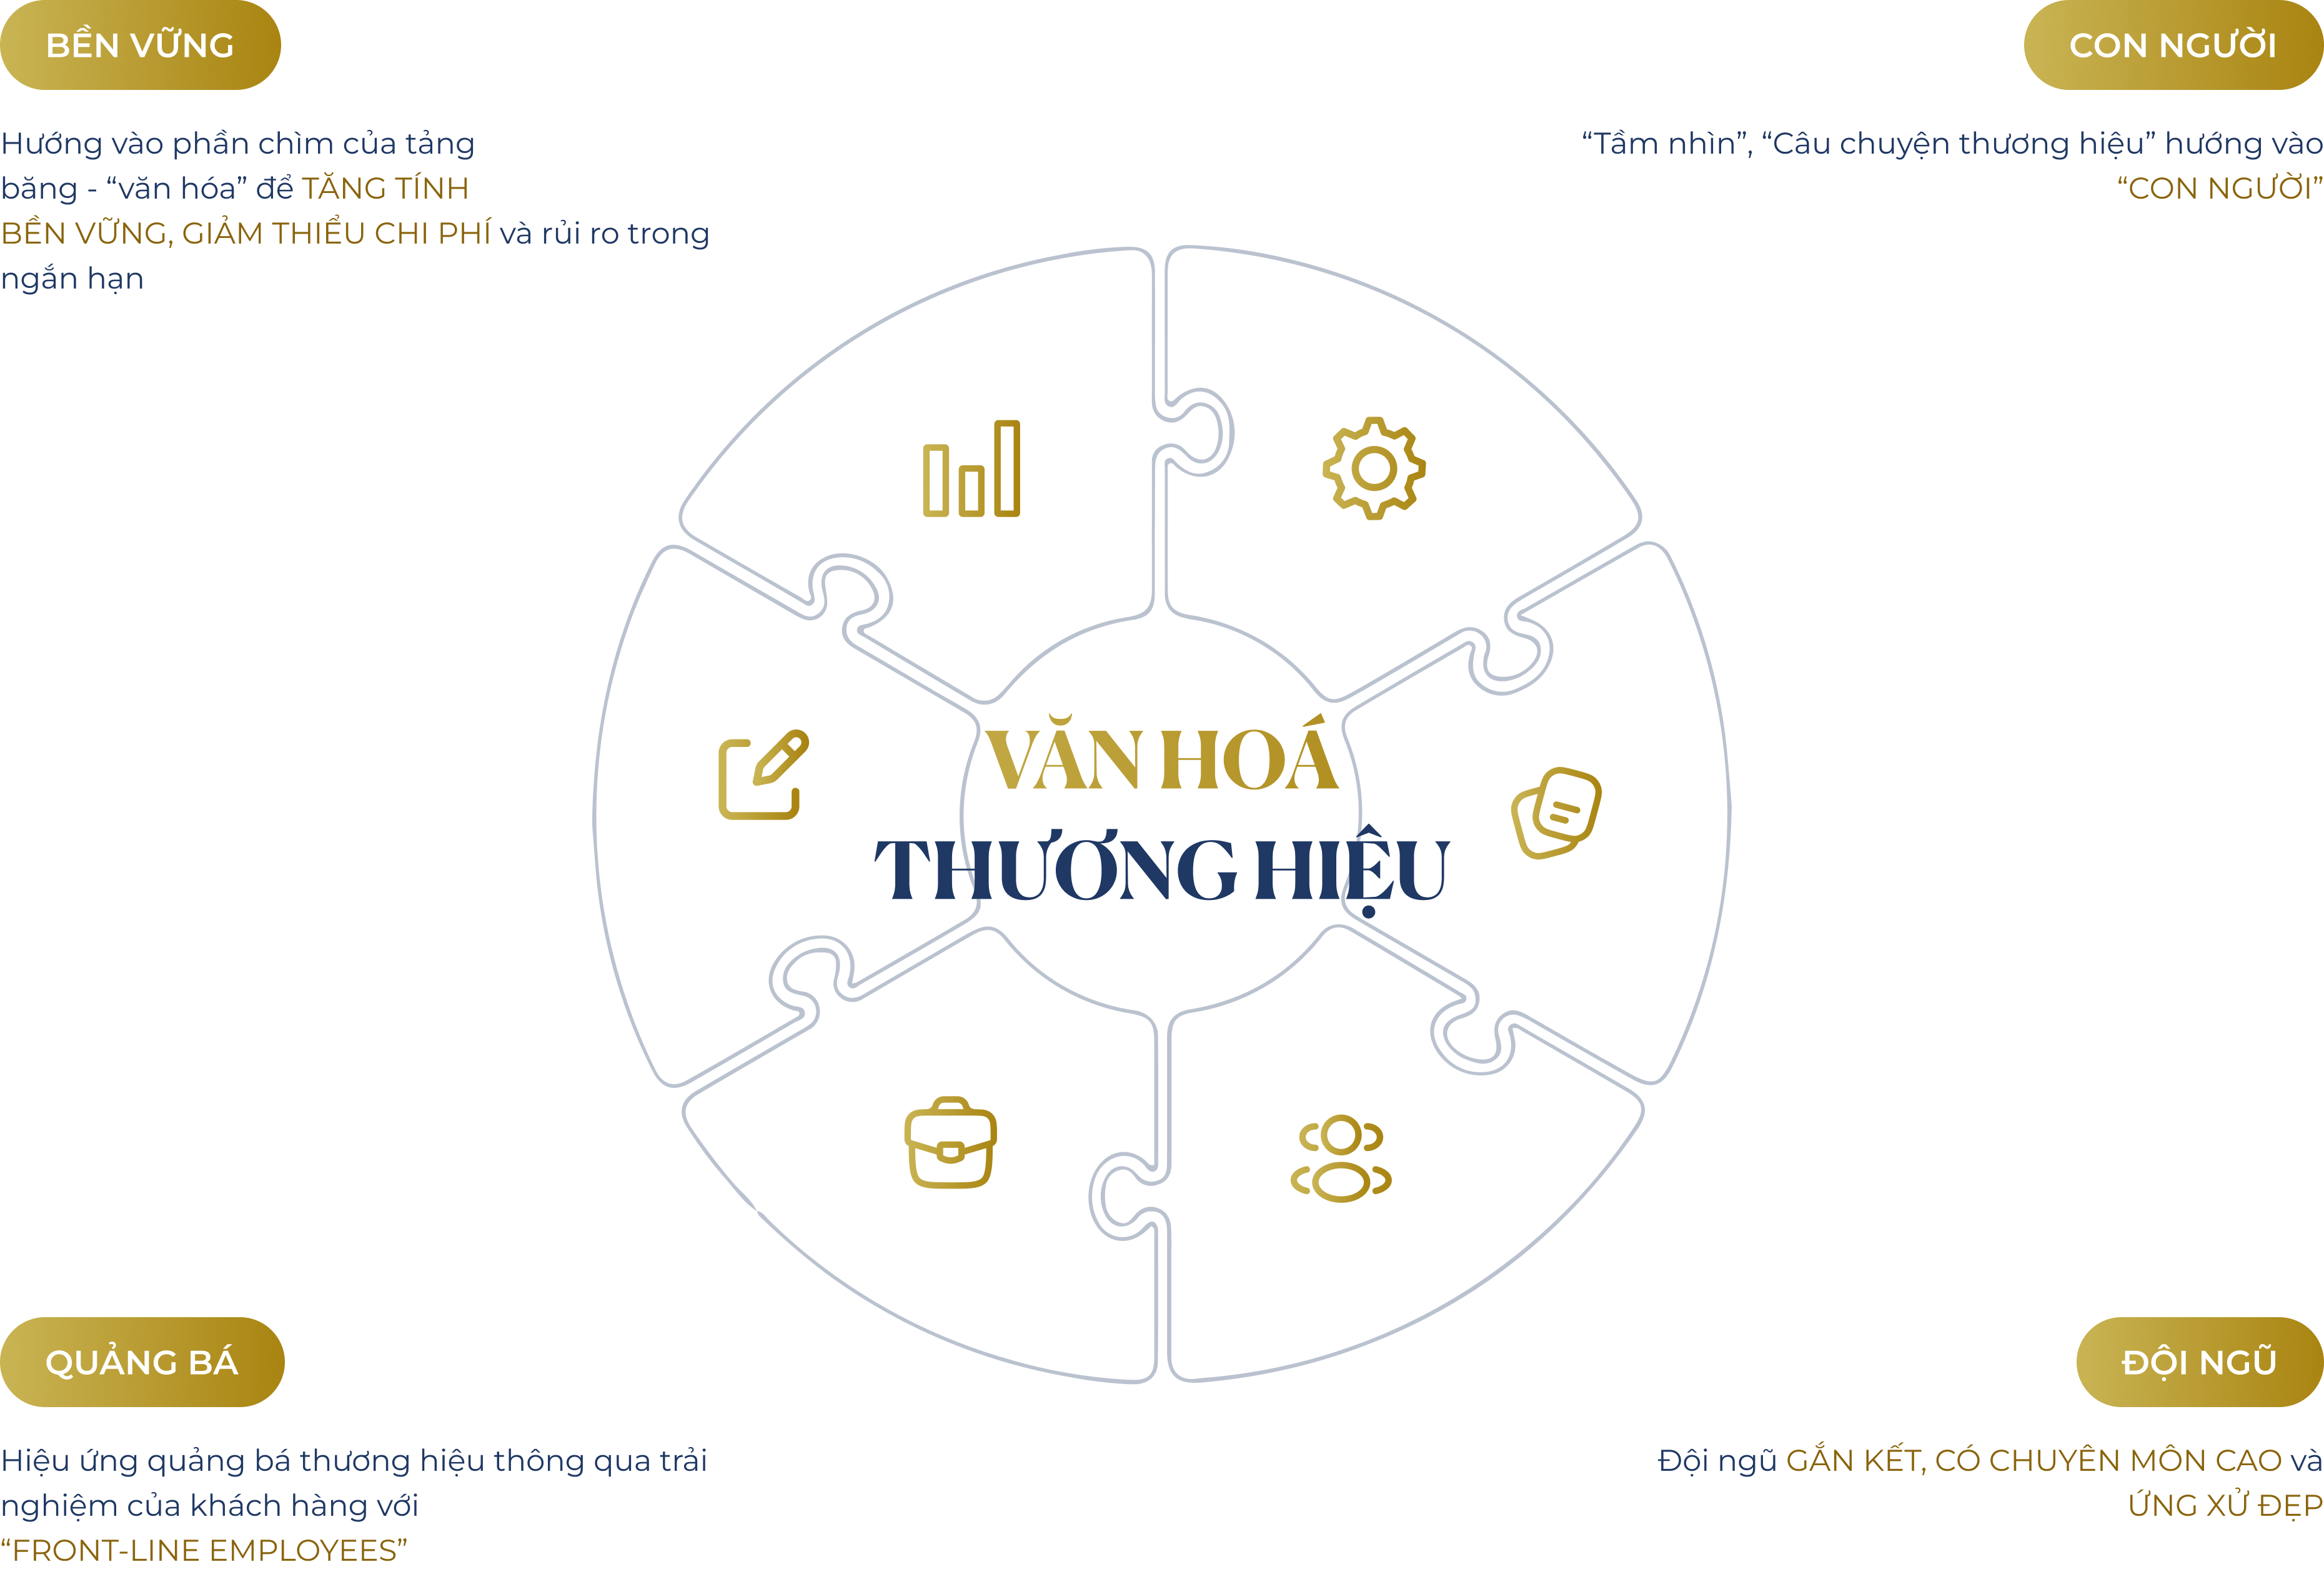 BỀN VỮNG
Hướng vào phần chìm của tảng
băng - “văn hóa” để TĂNG TÍNH
BỀN VỮNG, GIẢM THIỂU CHI PHÍ và rủi ro trong
ngắn hạn
CON NGƯỜI
“Tầm nhìn”, “Câu chuyện thương hiệu” hướng vào
“CON NGƯỜI”
VĂN HOÁ
THƯƠNG HIỆU
QUẢNG BÁ
Hiệu ứng quảng bá thương hiệu thông qua trải
nghiệm của khách hàng với
“FRONT-LINE EMPLOYEES”
ĐỘI NGŨ
Đội ngũ GẮN KẾT, CÓ CHUYÊN MÔN CAO và
ỨNG XỬ ĐẸP